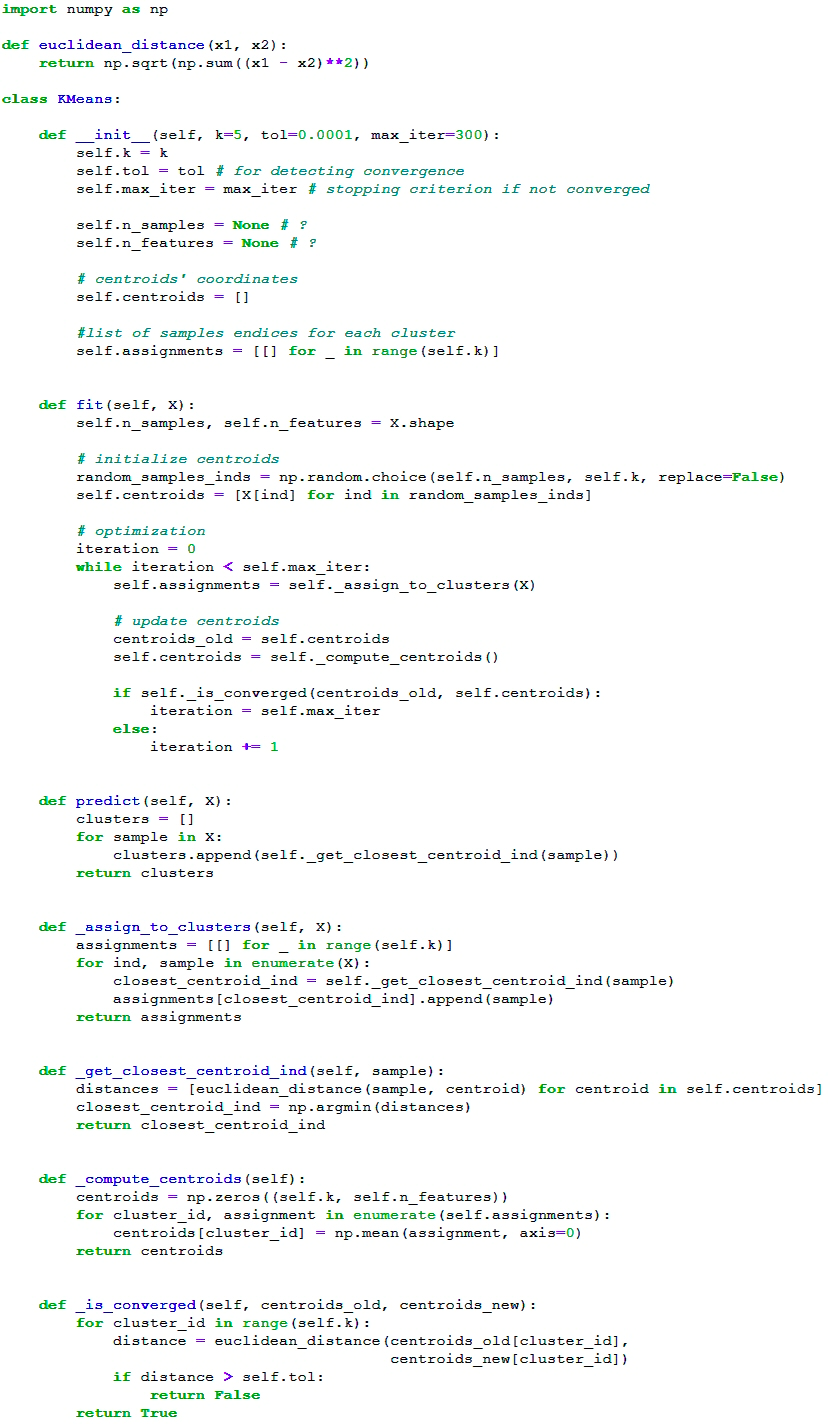 import numpy as np

def euclidean_distance(x1, x2):
    return np.sqrt(np.sum((x1 - x2)**2))

class KMeans:

    def __init__(self, k=5, tol=0.0001, max_iter=300):
        self.k = k
        self.tol = tol # for detecting convergence
        self.max_iter = max_iter # stopping criterion if not converged

        self.n_samples = None # ?
        self.n_features = None # ?

        # centroids' coordinates
        self.centroids = []

        #list of samples endices for each cluster
        self.assignments = [[] for _ in range(self.k)]


    def fit(self, X):
        self.n_samples, self.n_features = X.shape

        # initialize centroids
        random_samples_inds = np.random.choice(self.n_samples, self.k, replace=False)
        self.centroids = [X[ind] for ind in random_samples_inds]

        # optimization
        iteration = 0
        while iteration < self.max_iter:
            self.assignments = self._assign_to_clusters(X)

            # update centroids
            centroids_old = self.centroids
            self.centroids = self._compute_centroids()

            if self._is_converged(centroids_old, self.centroids):
                iteration = self.max_iter
            else:
                iteration += 1


    def predict(self, X):
        clusters = []
        for sample in X:
            clusters.append(self._get_closest_centroid_ind(sample))
        return clusters


    def _assign_to_clusters(self, X):
        assignments = [[] for _ in range(self.k)]
        for ind, sample in enumerate(X):
            closest_centroid_ind = self._get_closest_centroid_ind(sample)
            assignments[closest_centroid_ind].append(sample)
        return assignments


    def _get_closest_centroid_ind(self, sample):
        distances = [euclidean_distance(sample, centroid) for centroid in self.centroids]
        closest_centroid_ind = np.argmin(distances)
        return closest_centroid_ind


    def _compute_centroids(self):
        centroids = np.zeros((self.k, self.n_features))
        for cluster_id, assignment in enumerate(self.assignments):
            centroids[cluster_id] = np.mean(assignment, axis=0)
        return centroids


    def _is_converged(self, centroids_old, centroids_new):
        for cluster_id in range(self.k):
            distance = euclidean_distance(centroids_old[cluster_id],
                                          centroids_new[cluster_id])
            if distance > self.tol:
                return False
        return True